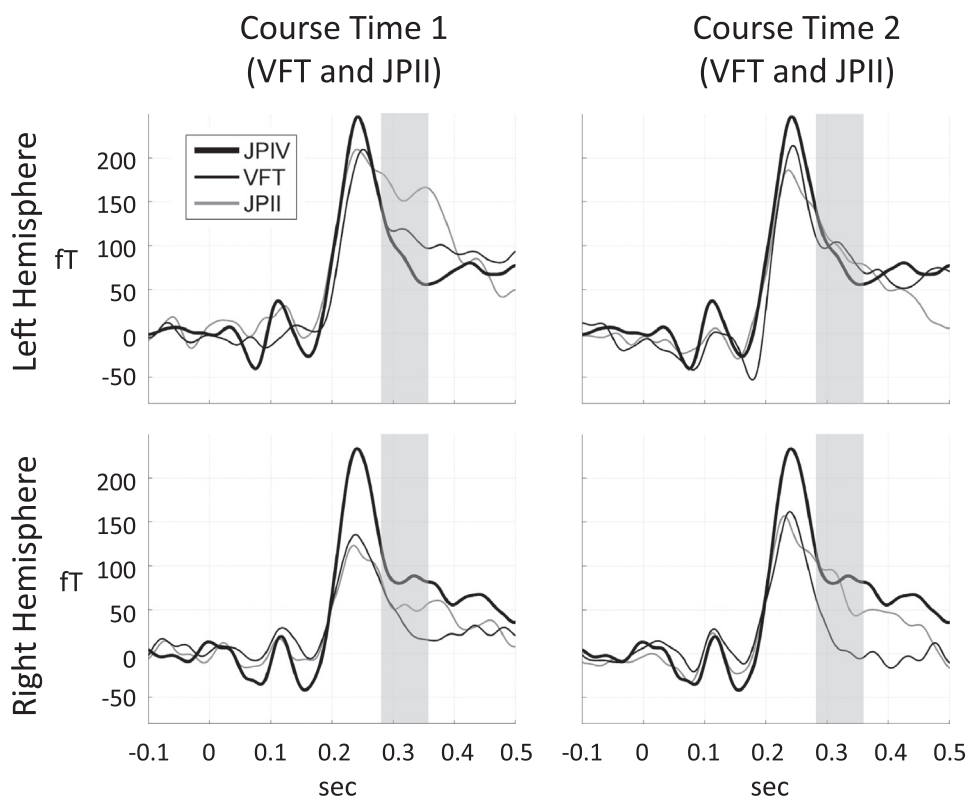 Course Time 1
(VFT and JPII)
Course Time 2
(VFT and JPII)
Left Hemisphere
fT
200
150
100
50
0
-50
JPIV
VFT
JPII
Right Hemisphere
fT
200
150
100
50
0
-50
-0.1 0 0.1 0.2 0.3 0.4 0.5
sec
-0.1 0 0.1 0.2 0.3 0.4 0.5
sec